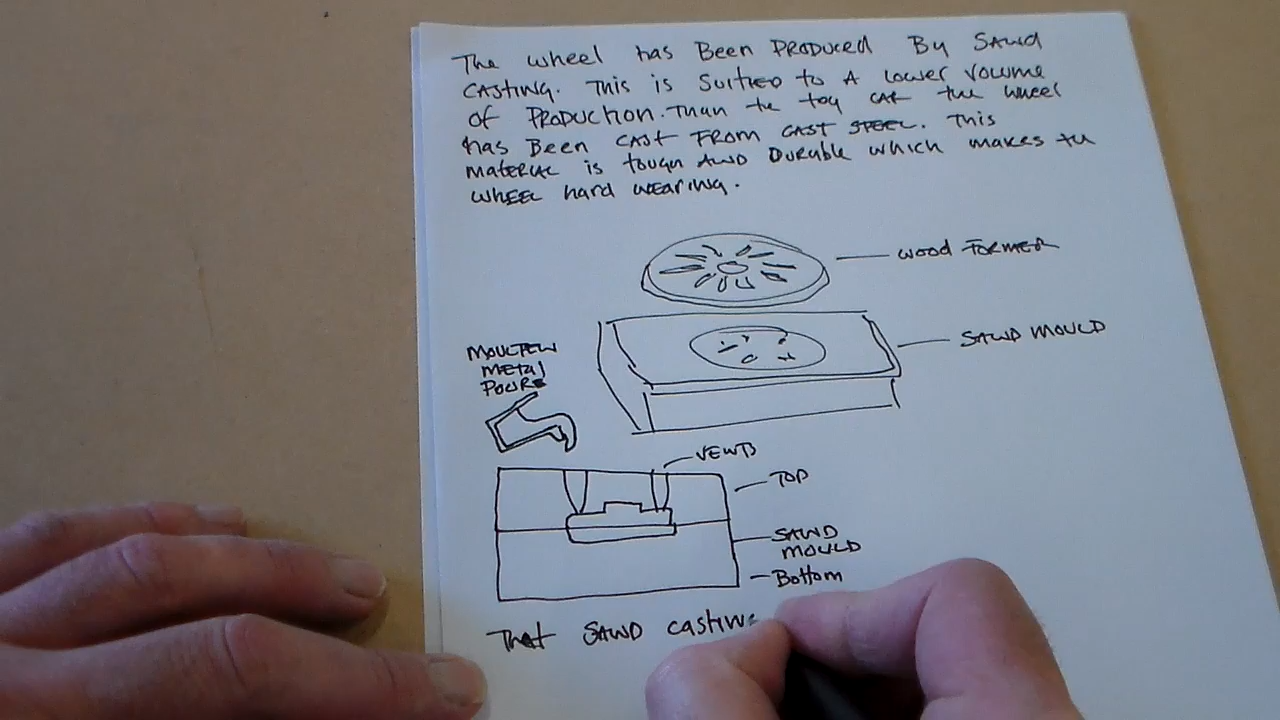 The wheel has Been PRODUCED By SAND
CASTING. This is SUITED to A lower volume
of PRODUCTION. Than the toy car the wheel
has Been cast FROM CAST STEEL. This
MATERIAL is tough AND DURABLE which makes the
WHEEL hard wearing.
wood FORMER
SAND MOULD
MOULTEN
METAL
POURS
VENTS
TOP
SAND
MOULD
Bottom
That SAND casting